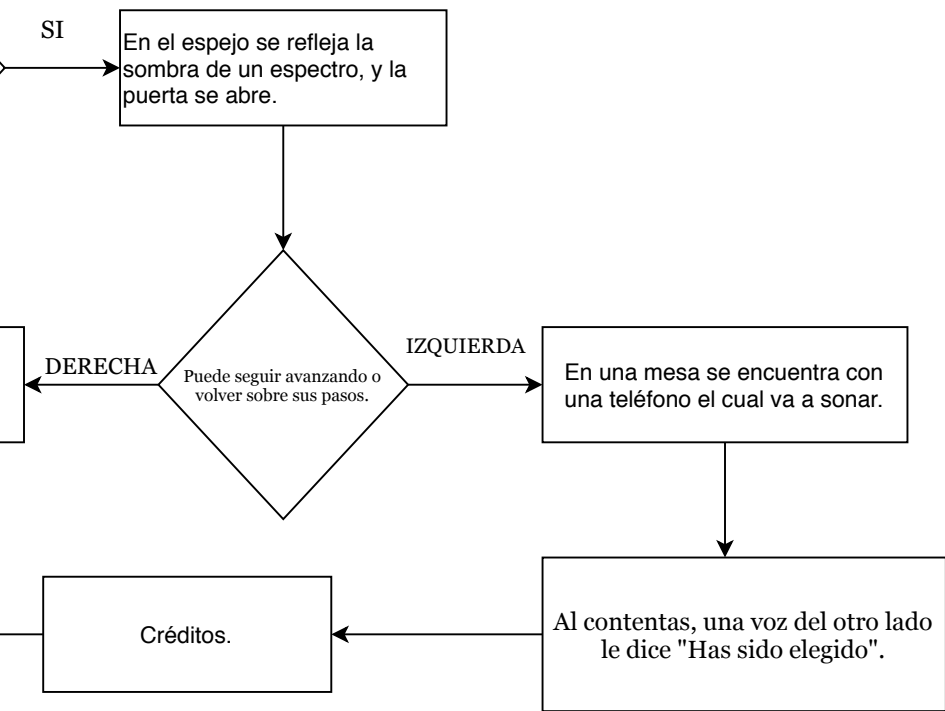 SI
En el espejo se refleja la
sombra de un espectro, y la
puerta se abre.
DERECHA
Puede seguir avanzando o
volver sobre sus pasos.
IZQUIERDA
En una mesa se encuentra con
una teléfono el cual va a sonar.
Créditos.
Al contentas, una voz del otro lado
le dice "Has sido elegido".